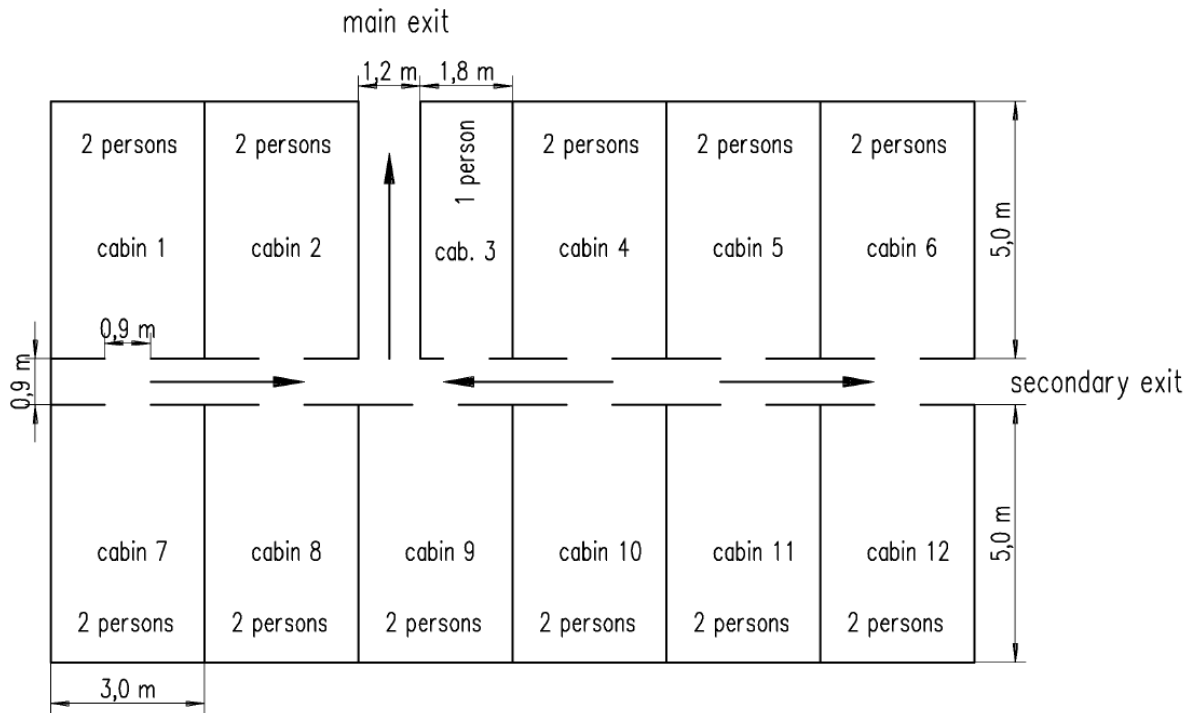 main exit
1,2 m
1,8 m
2 persons
2 persons
1 person
2 persons
2 persons
2 persons
cabin 1
cabin 2
cab. 3
cabin 4
cabin 5
cabin 6
5,0 m
0,9 m
0,9 m
secondary exit
cabin 7
cabin 8
cabin 9
cabin 10
cabin 11
cabin 12
5,0 m
2 persons
2 persons
2 persons
2 persons
2 persons
2 persons
3,0 m